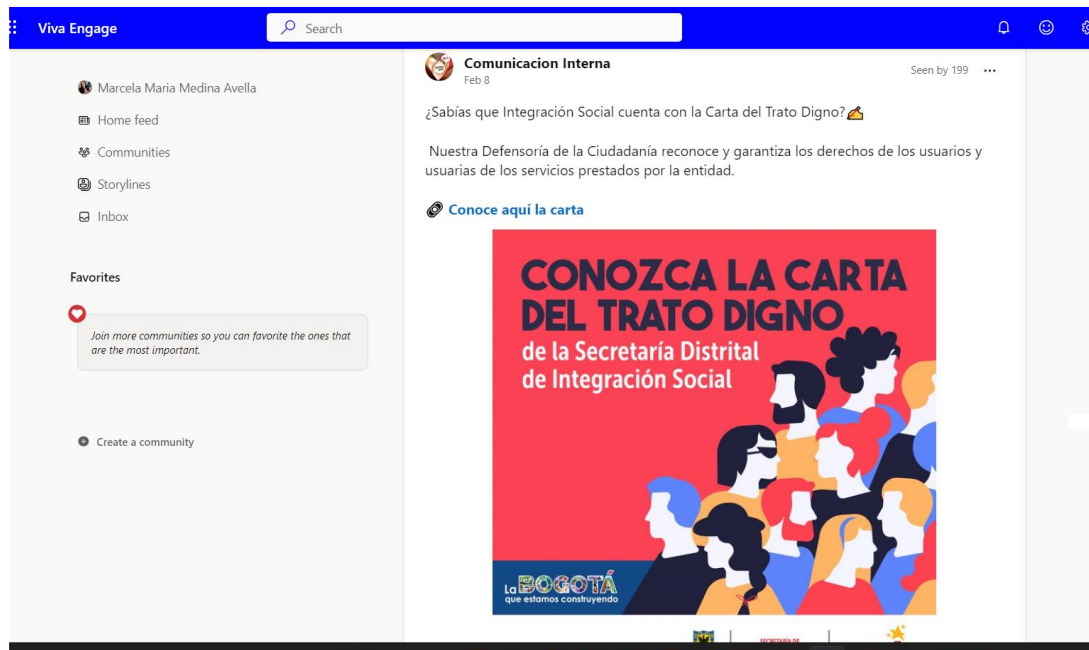 Viva Engage
Search
Marcela Maria Medina Avella
Home feed
Communities
Storylines
Inbox
Favorites
Join more communities so you can favorite the ones that
are the most important.
Create a community
Comunicacion Interna
Feb 8
Seen by 199
¿Sabías que Integración Social cuenta con la Carta del Trato Digno?
Nuestra Defensoría de la Ciudadanía reconoce y garantiza los derechos de los usuarios y
usuarias de los servicios prestados por la entidad.
Conoce aquí la carta
CONOZCA LA CARTA
DEL TRATO DIGNO
de la Secretaría Distrital
de Integración Social
La BOGOTÁ
que estamos construyendo
SECRETARÍA DE